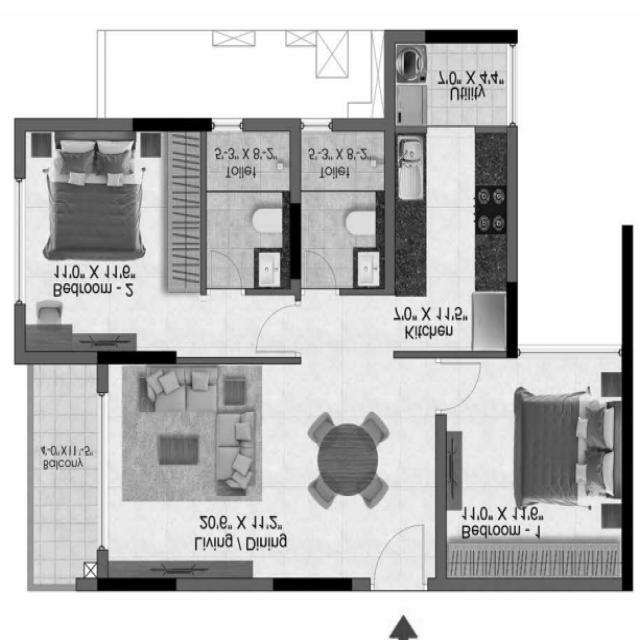 Living / Dining
20'6" X 11'2"
Bedroom - 1
11'0" X 11'6"
Balcony
4'-0"X11'-5"
Kitchen
7'0" X 11'5"
Bedroom - 2
11'0" X 11'6"
Toilet
5'-3" X 8'-2"
Toilet
5'-3" X 8'-2"
Utility
7'0" X 4'4"